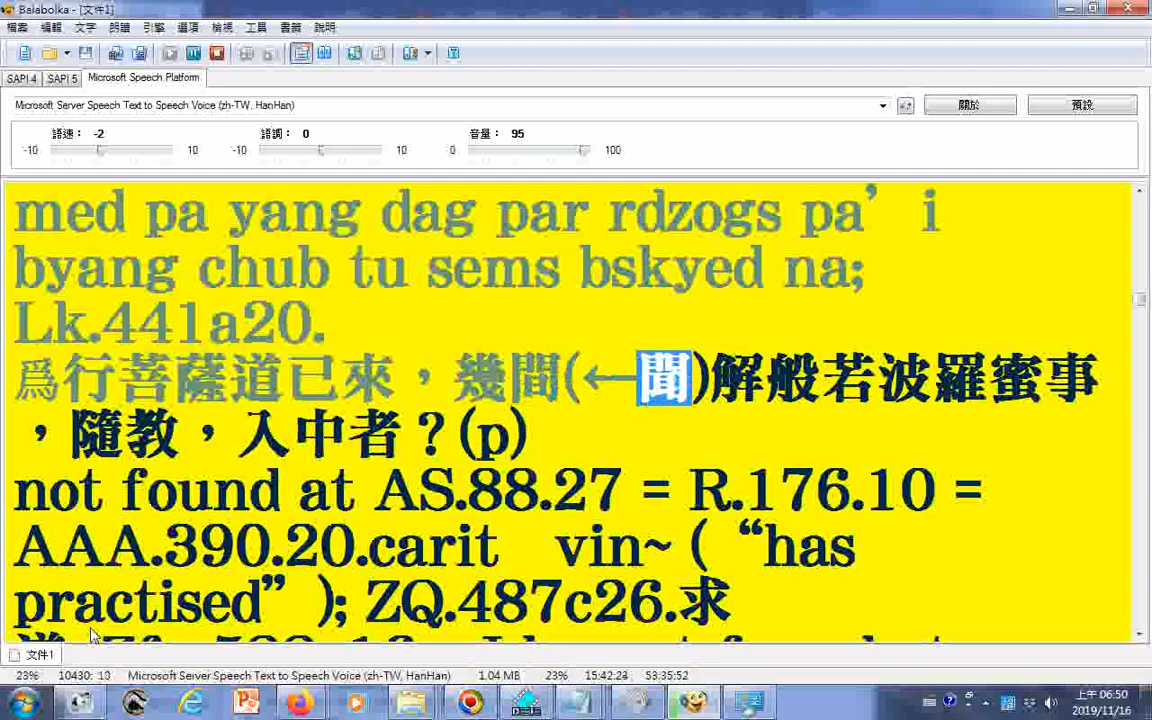 Balabolka - [文件1]
檔案 編輯 文字 朗讀 引擎 選項 檢視 工具 書籤 說明
SAPI 4 SAPI 5 Microsoft Speech Platform
Microsoft Server Speech Text to Speech Voice (zh-TW, HanHan) 關於 預設
語速： -2 語調： 0 音量： 95
-10 10 -10 10 0 100
med pa yang dag par rdzogs pa’i
byang chub tu sems bskyed na;
Lk.441a20.
爲行菩薩道已來，幾間(←聞)解般若波羅蜜事
，隨教，入中者？(p)
not found at AS.88.27 = R.176.10 =
AAA.390.20.carit vin~ (“has
practised”); ZQ.487c26.求
文件1
23% 10430: 13 Microsoft Server Speech Text to Speech Voice (zh-TW, HanHan) 1.04 MB 23% 15:42:23 53:35:52
上午 06:50
2019/11/16